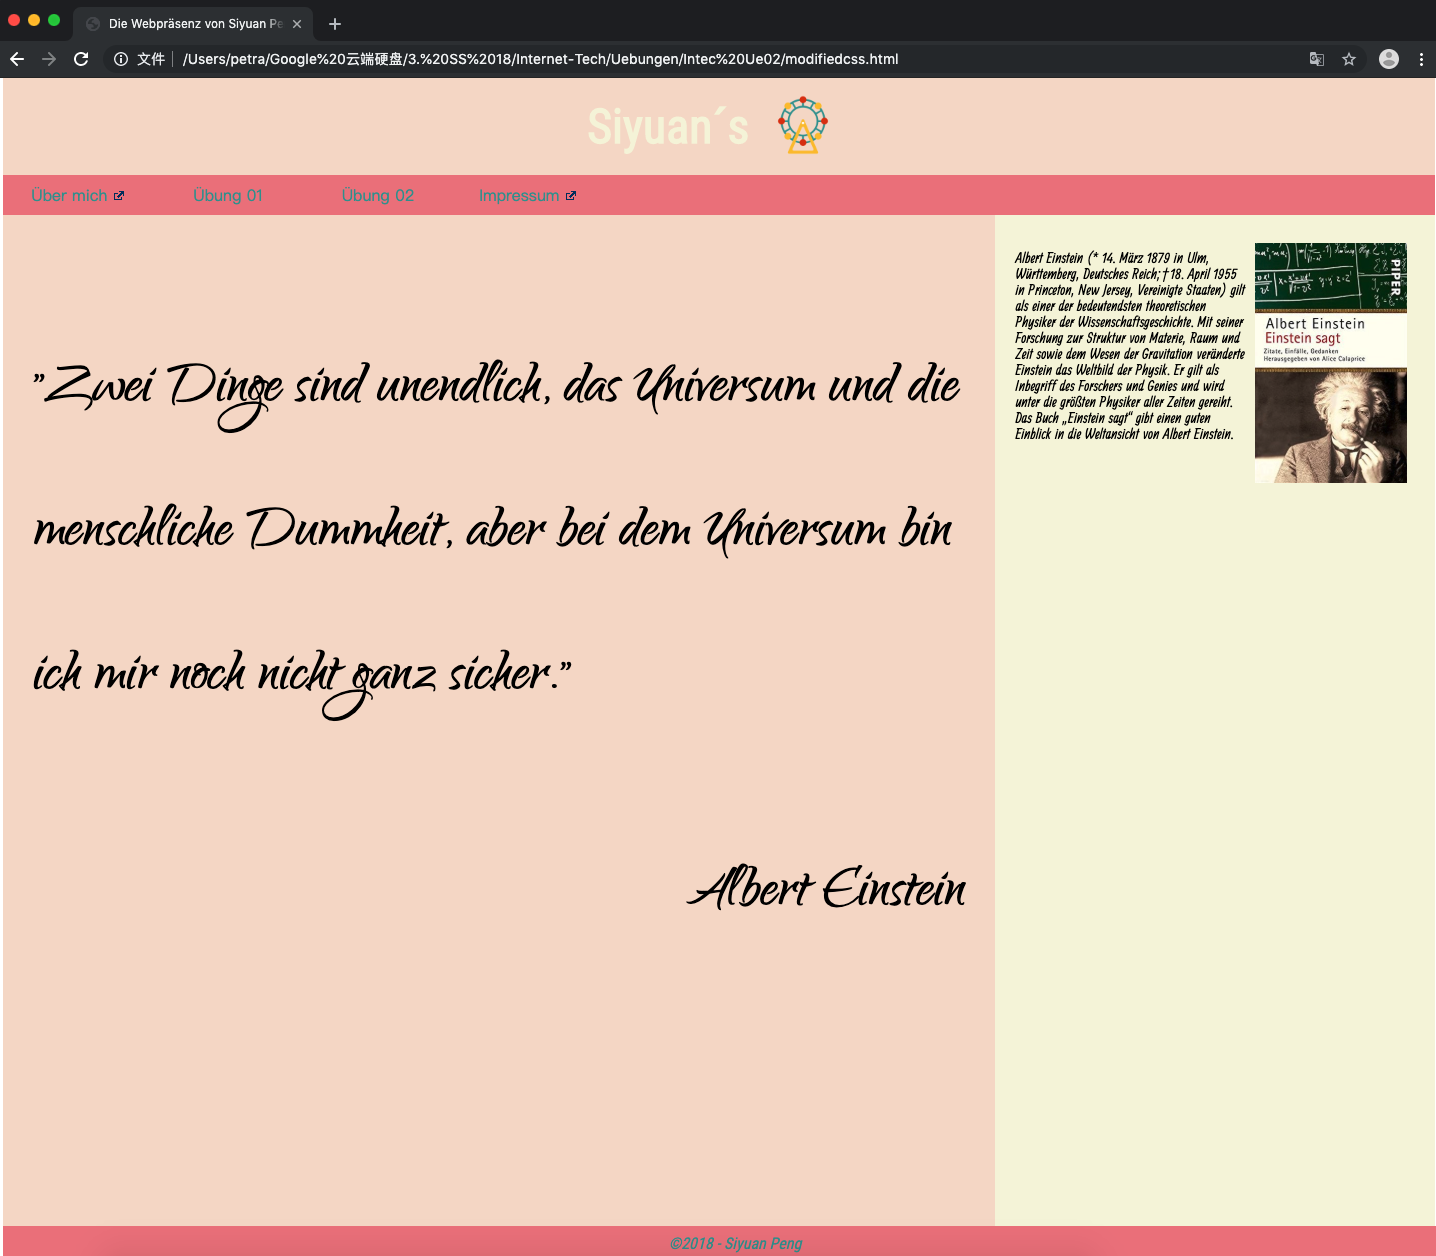 Die Webpräsenz von Siyuan Pe
文件 /Users/petra/Google%20云端硬盘/3.%20SS%2018/Internet-Tech/Uebungen/Intec%20Ue02/modifiedcss.html
Siyuan´s
Über mich
Übung 01
Übung 02
Impressum
"Zwei Dinge sind unendlich, das Universum und die
menschliche Dummheit, aber bei dem Universum bin
ich mir noch nicht ganz sicher."
Albert Einstein
Albert Einstein (* 14. März 1879 in Ulm,
Württemberg, Deutsches Reich; †18. April 1955
in Princeton, New Jersey, Vereinigte Staaten) gilt
als einer der bedeutendsten theoretischen
Physiker der Wissenschaftsgeschichte. Mit seiner
Forschung zur Struktur von Materie, Raum und
Zeit sowie dem Wesen der Gravitation veränderte
Einstein das Weltbild der Physik. Er gilt als
Inbegriff des Forschers und Genies und wird
unter die größten Physiker aller Zeiten gereiht.
Das Buch „Einstein sagt“ gibt einen guten
Einblick in die Weltansicht von Albert Einstein.
PIPER
Albert Einstein
Einstein sagt
Zitate, Einfälle, Gedanken
Herausgegeben von Alice Calaprice
©2018 - Siyuan Peng